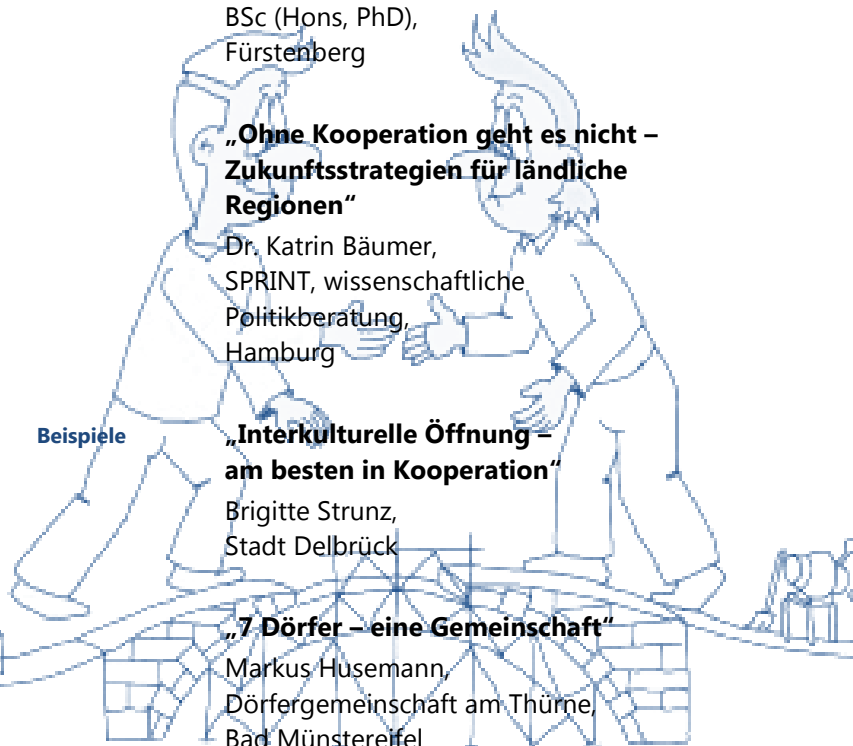 BSc (Hons, PhD),
Fürstenberg
„Ohne Kooperation geht es nicht –
Zukunftsstrategien für ländliche
Regionen“
Dr. Katrin Bäumer,
SPRINT, wissenschaftliche
Politikberatung,
Hamburg
Beispiele
„Interkulturelle Öffnung –
am besten in Kooperation“
Brigitte Strunz,
Stadt Delbrück
„7 Dörfer – eine Gemeinschaft“
Markus Husemann,
Dörfergemeinschaft am Thürne,
Bad Münstereifel